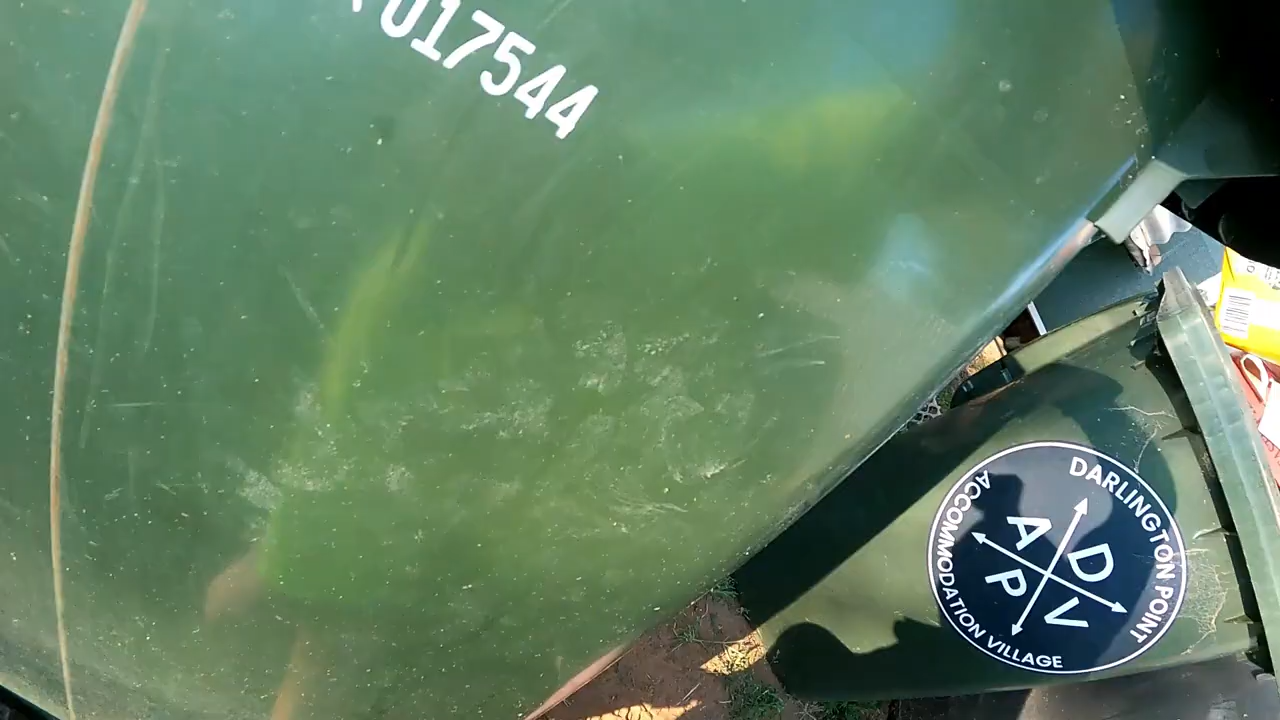 017544
DARLINGTON POINT
ACCOMMODATION VILLAGE
A D
P V